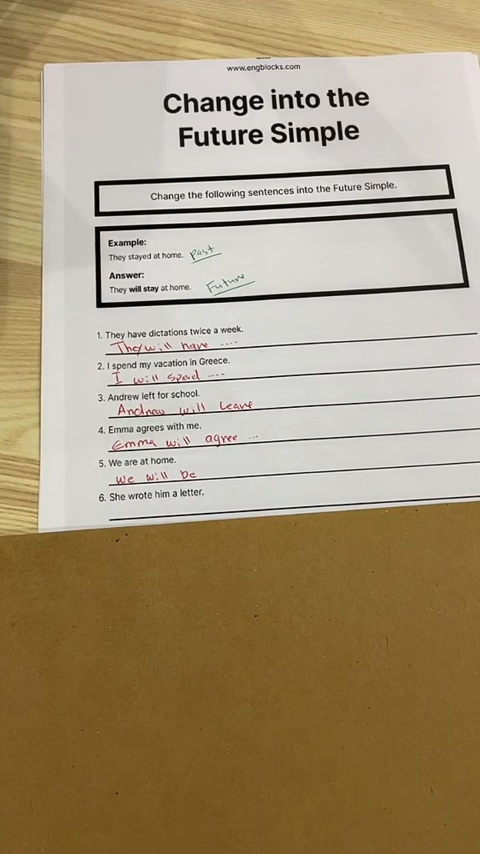 www.engblocks.com
Change into the
Future Simple
Change the following sentences into the Future Simple.
Example:
They stayed at home. Past
Answer:
They will stay at home. Future
1. They have dictations twice a week.
They will have ....
2. I spend my vacation in Greece.
I will spend ....
3. Andrew left for school.
Andrew will leave
4. Emma agrees with me.
Emma will agree ...
5. We are at home.
we will be
6. She wrote him a letter.